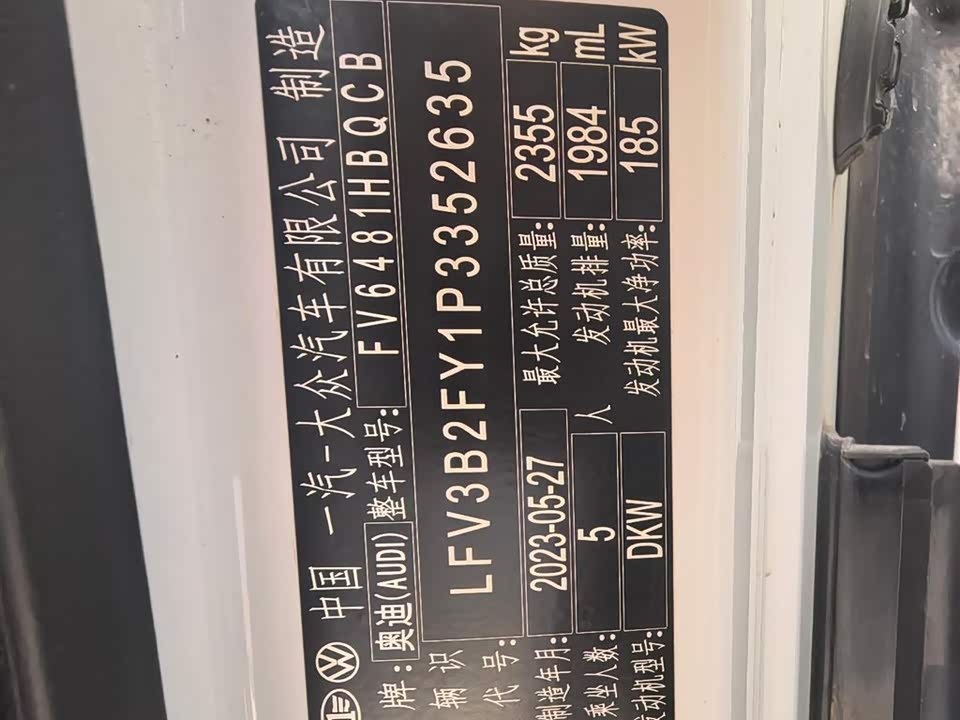 中国 一汽-大众汽车有限公司 制造
牌: 奥迪(AUDI) 整车型号: FV6481HBQCB
车辆识别代号: LFV3B2FY1P3352635
制造年月: 2023-05-27 最大允许总质量: 2355 kg
乘坐人数: 5 人 发动机排量: 1984 mL
发动机型号: DKW 发动机最大净功率: 185 kW